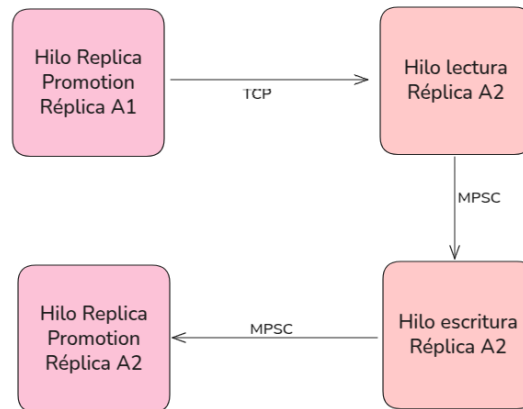 Hilo Replica
Promotion
Réplica A1
TCP
Hilo lectura
Réplica A2
MPSC
Hilo escritura
Réplica A2
MPSC
Hilo Replica
Promotion
Réplica A2